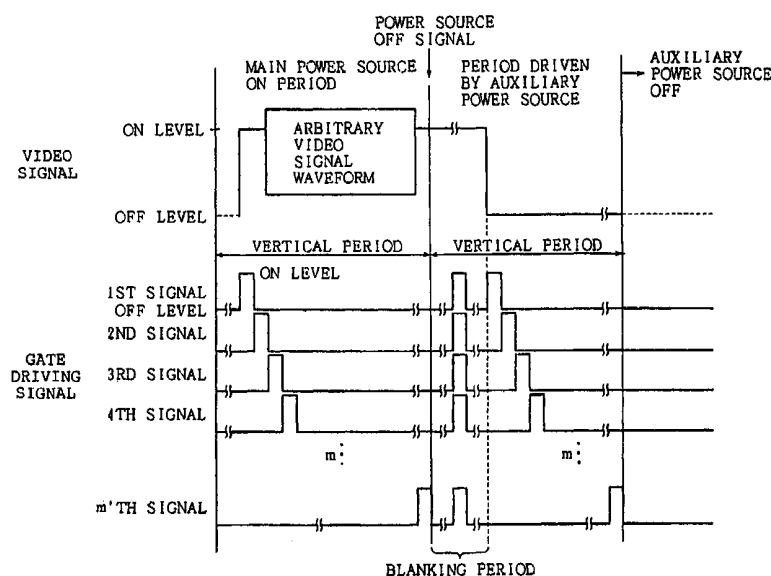 POWER SOURCE
OFF SIGNAL
MAIN POWER SOURCE
ON PERIOD
PERIOD DRIVEN
BY AUXILIARY
POWER SOURCE
AUXILIARY
POWER SOURCE
OFF
VIDEO
SIGNAL
ON LEVEL
ARBITRARY
VIDEO
SIGNAL
WAVEFORM
OFF LEVEL
VERTICAL PERIOD
VERTICAL PERIOD
ON LEVEL
1ST SIGNAL
OFF LEVEL
2ND SIGNAL
GATE
DRIVING
SIGNAL
3RD SIGNAL
4TH SIGNAL
m⋮
m⋮
m'TH SIGNAL
BLANKING PERIOD